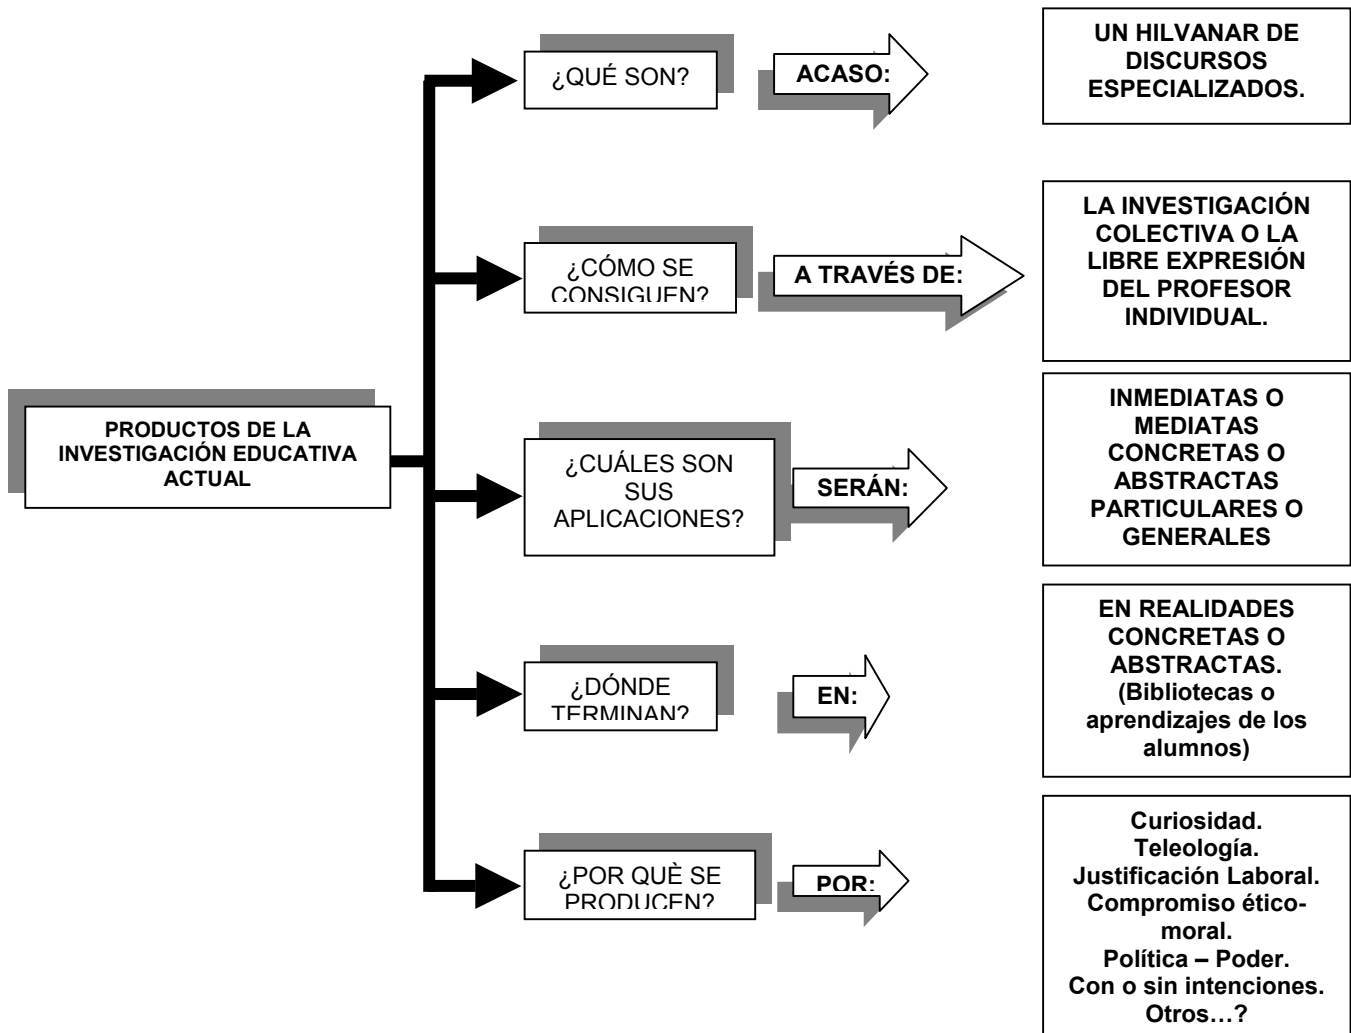 ¿QUÉ SON?
ACASO:
UN HILVANAR DE
DISCURSOS
ESPECIALIZADOS.
¿CÓMO SE
CONSIGUEN?
A TRAVÉS DE:
LA INVESTIGACIÓN
COLECTIVA O LA
LIBRE EXPRESIÓN
DEL PROFESOR
INDIVIDUAL.
PRODUCTOS DE LA
INVESTIGACIÓN EDUCATIVA
ACTUAL
¿CUÁLES SON
SUS
APLICACIONES?
SERÁN:
INMEDIATAS O
MEDIATAS
CONCRETAS O
ABSTRACTAS
PARTICULARES O
GENERALES
¿DÓNDE
TERMINAN?
EN:
EN REALIDADES
CONCRETAS O
ABSTRACTAS.
(Bibliotecas o
aprendizajes de los
alumnos)
¿POR QUÈ SE
PRODUCEN?
POR:
Curiosidad.
Teleología.
Justificación Laboral.
Compromiso ético-
moral.
Política – Poder.
Con o sin intenciones.
Otros...?